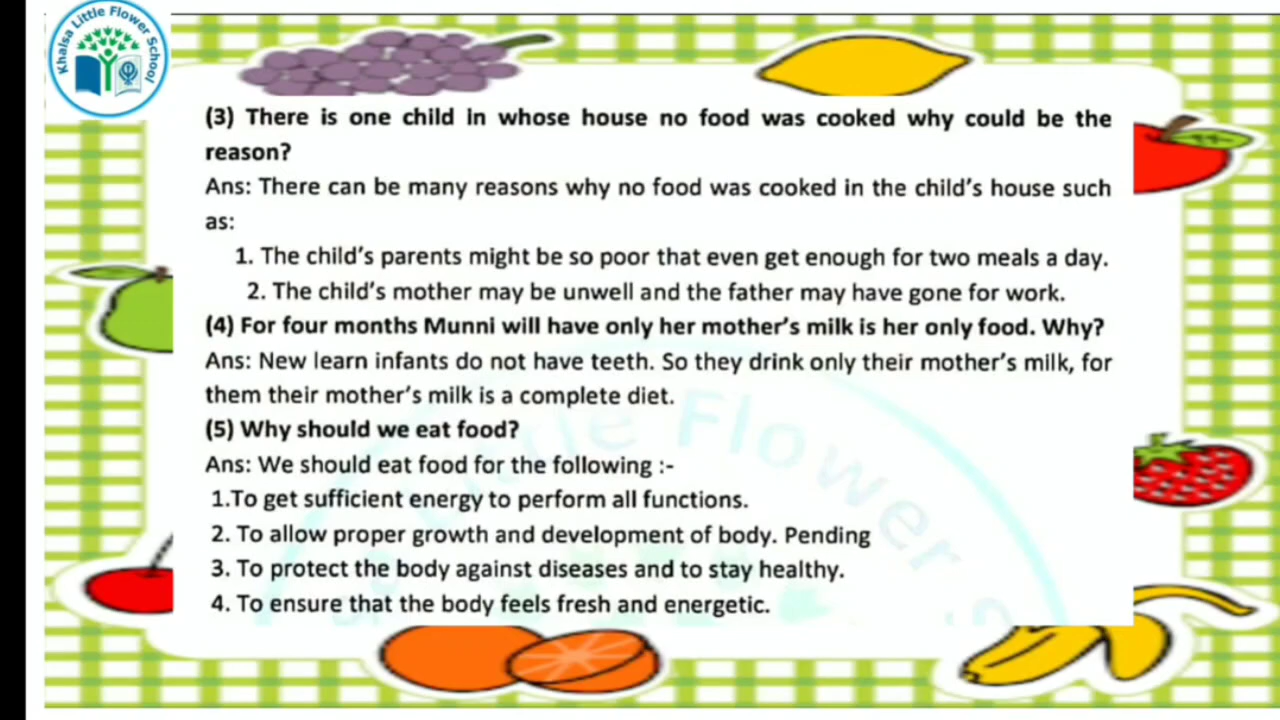 Khalsa Little Flower School
(3) There is one child in whose house no food was cooked why could be the
reason?
Ans: There can be many reasons why no food was cooked in the child's house such
as:
1. The child's parents might be so poor that even get enough for two meals a day.
2. The child's mother may be unwell and the father may have gone for work.
(4) For four months Munni will have only her mother's milk is her only food. Why?
Ans: New learn infants do not have teeth. So they drink only their mother's milk, for
them their mother's milk is a complete diet.
(5) Why should we eat food?
Ans: We should eat food for the following :-
1.To get sufficient energy to perform all functions.
2. To allow proper growth and development of body. Pending
3. To protect the body against diseases and to stay healthy.
4. To ensure that the body feels fresh and energetic.
Little Flower